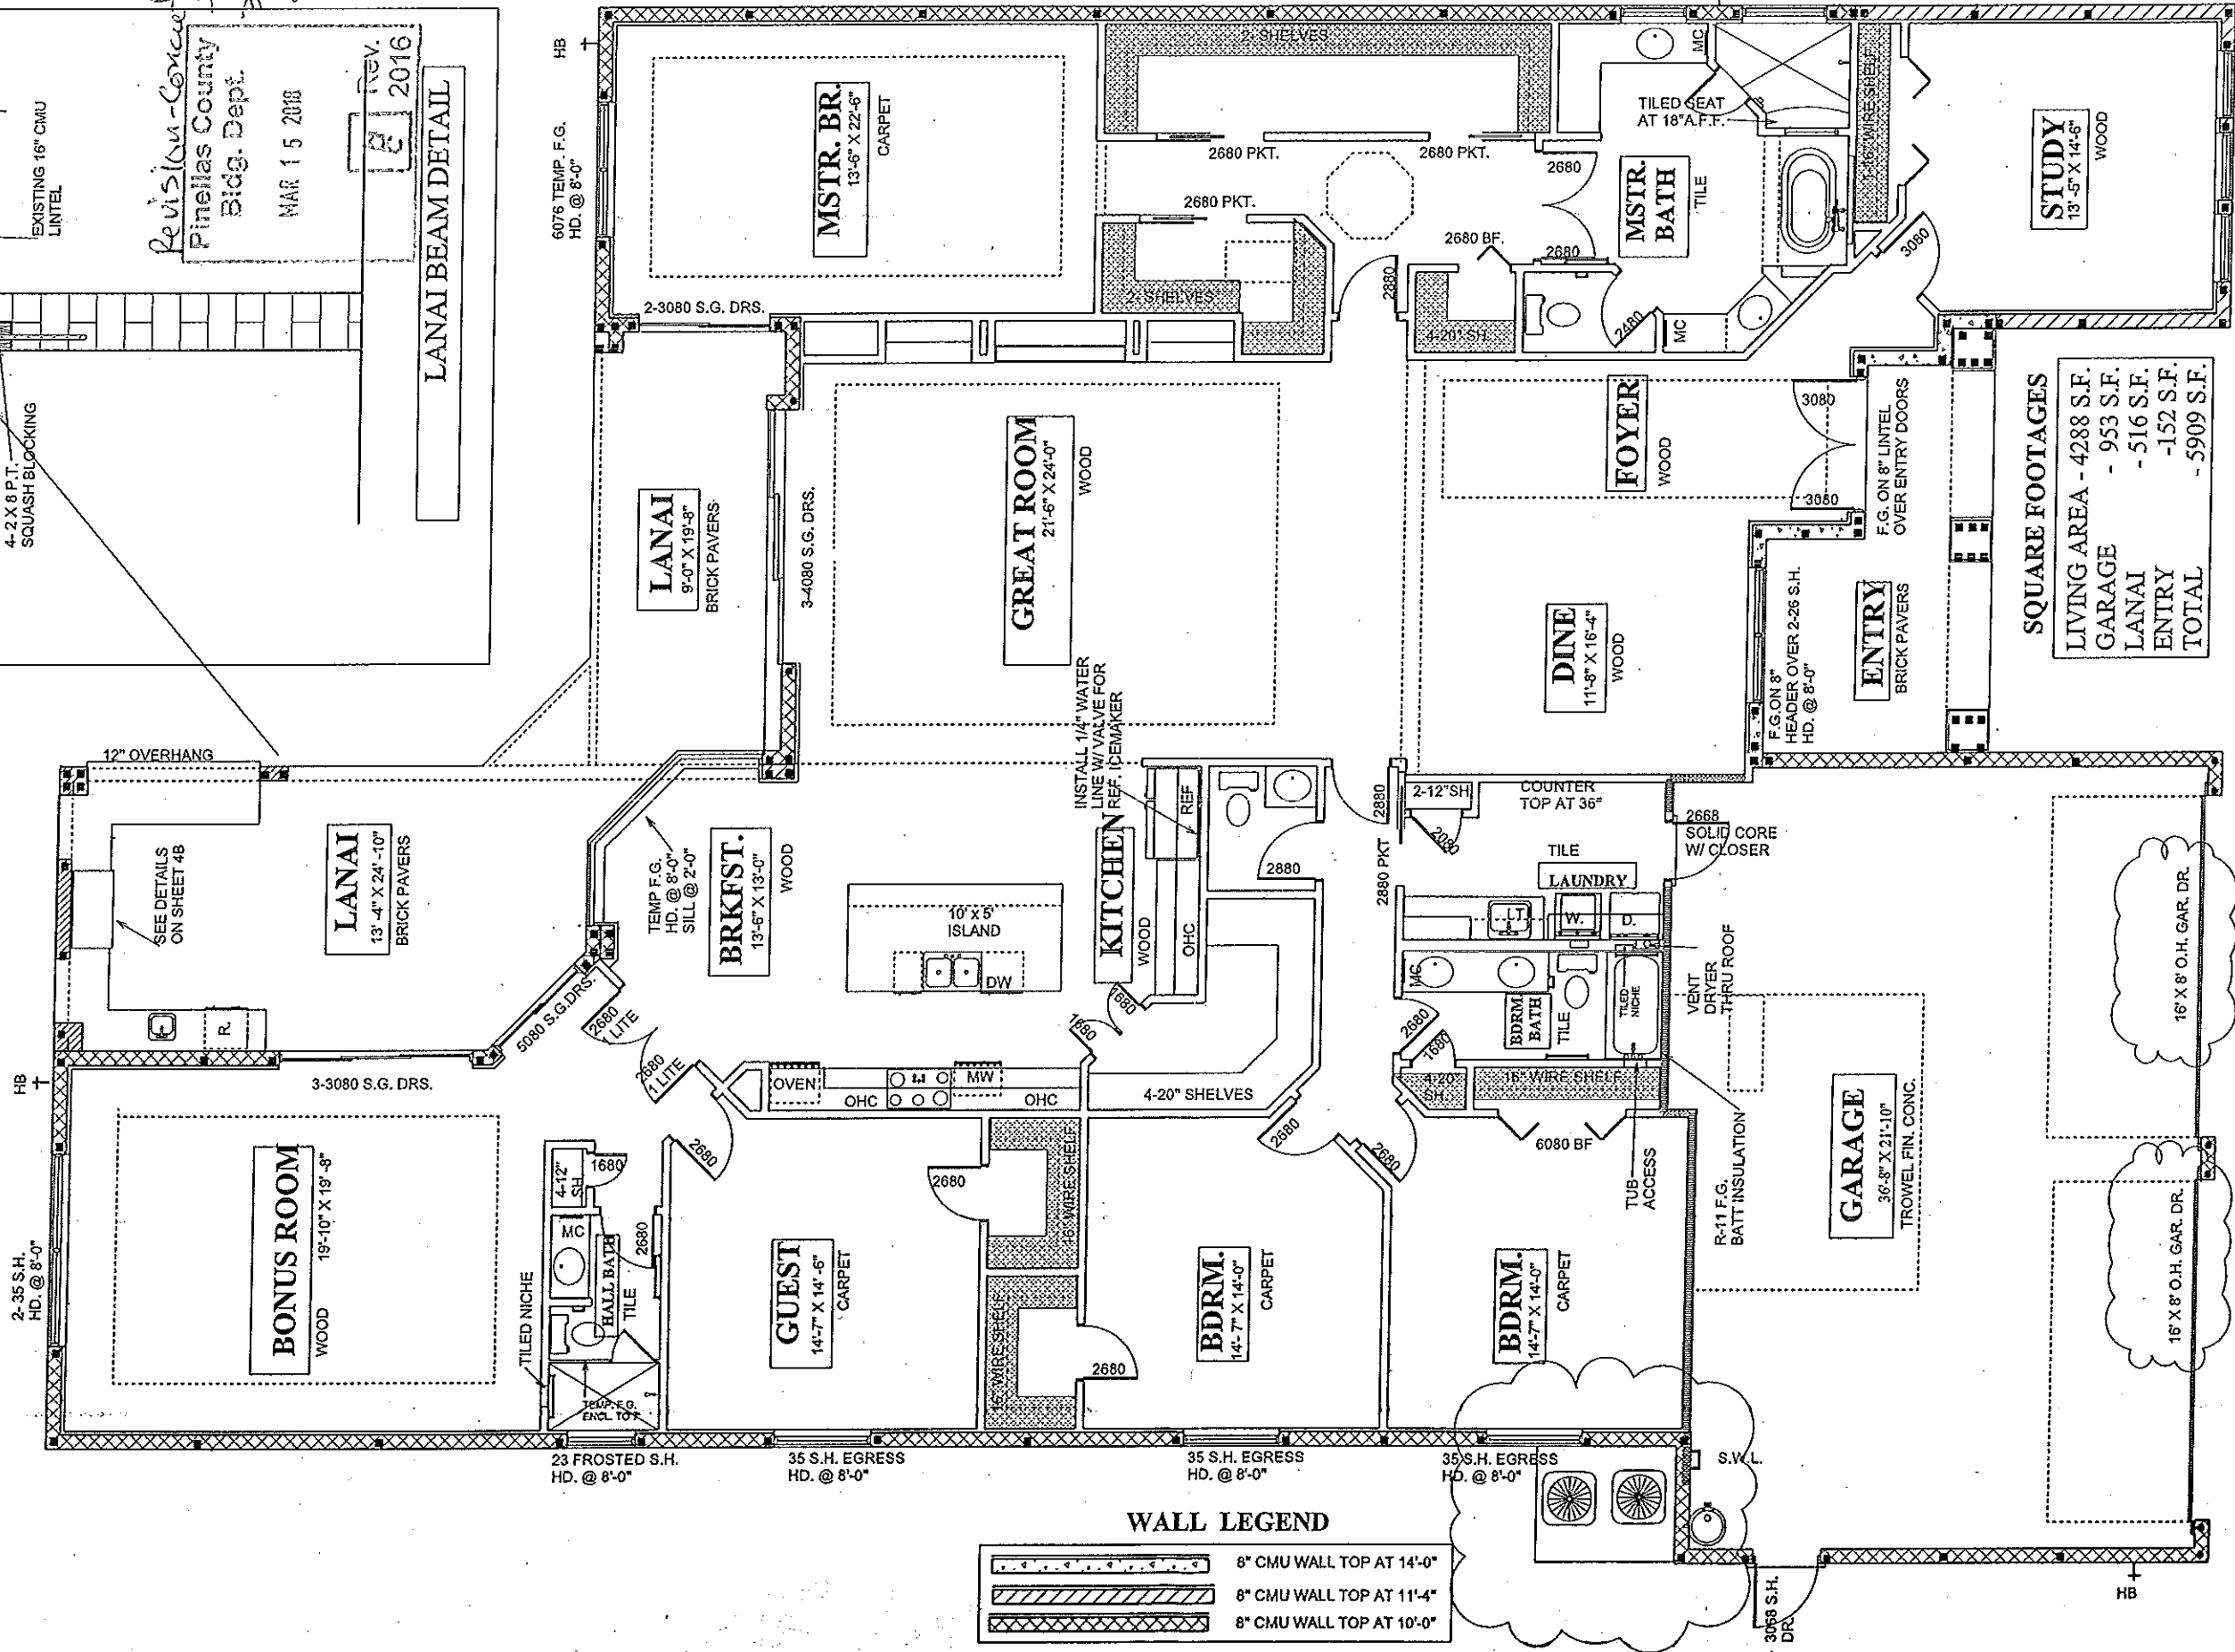 4-2 X 8 P.T.
SQUASH BLOCKING
EXISTING 16" CMU
LINTEL
Pinellas County
Bldg. Dept.
MAR 15 2018
Rev.
2016
LANAI BEAM DETAIL
HB
6076 TEMP. F.G.
HD. @ 8'-0"
MSTR. BR.
13'-6" X 22'-6"
CARPET
2-3080 S.G. DRS.
2- SHELVES
2680 PKT.
2680 PKT.
2680 PKT.
2- SHELVES
2680
2680 BF.
2680
2880
4-20" SH.
2480
MC
MC
TILED SEAT
AT 18"A.F.F.
MSTR.
BATH
TILE
1-16" WIRE SHELF
3080
STUDY
13'-5" X 14'-6"
WOOD
LANAI
9'-0" X 19'-8"
BRICK PAVERS
3-4080 S.G. DRS.
GREAT ROOM
21'-6" X 24'-0"
WOOD
FOYER
WOOD
3080
3080
F.G. ON 8" LINTEL
OVER ENTRY DOORS
DINE
11'-8" X 16'-4"
WOOD
F.G.ON 8"
HEADER OVER 2-26 S.H.
HD. @ 8'-0"
ENTRY
BRICK PAVERS
SQUARE FOOTAGES
LIVING AREA - 4288 S.F.
GARAGE - 953 S.F.
LANAI - 516 S.F.
ENTRY -152 S.F.
TOTAL - 5909 S.F.
12" OVERHANG
SEE DETAILS
ON SHEET 4B
LANAI
13'-4" X 24'-10"
BRICK PAVERS
R.
TEMP F.G.
HD. @ 8'-0"
SILL @ 2'-0"
BRKFST.
13'-6" X 13'-0"
WOOD
5080 S.G.DRS.
2680
1 LITE
2680
1 LITE
INSTALL 1/4" WATER
LINE W/ VALVE FOR
REF. ICEMAKER
10' x 5'
ISLAND
DW
KITCHEN
WOOD
REF
OHC
1680
1680
OVEN
MW
OHC
OHC
4-20" SHELVES
2880
2880
2880 PKT
2-12"SH
2080
COUNTER
TOP AT 36"
TILE
LAUNDRY
LT
W.
D.
2668
SOLID CORE
W/ CLOSER
VENT
DRYER
THRU ROOF
MC
BDRM.
BATH
TILE
TILED
NICHE
2680
1680
4-20"
SH.
16" WIRE SHELF
6080 BF
TUB
ACCESS
R-11 F.G.
BATT INSULATION
GARAGE
36'-8" X 21'-10"
TROWEL FIN. CONC.
16' X 8' O.H. GAR. DR.
16' X 8' O.H. GAR. DR.
HB
3-3080 S.G. DRS.
2-35 S.H.
HD. @ 8'-0"
BONUS ROOM
19'-10" X 19'-8"
WOOD
4-12"
SH.
1680
MC
HALL BATH
TILE
2680
TILED NICHE
TEMP. F.G.
ENCL. TO 7'
2680
GUEST
14'-7" X 14'-6"
CARPET
2680
16" WIRE SHELF
16" WIRE SHELF
2680
2680
BDRM.
14'- 7" X 14'-0"
CARPET
2680
BDRM.
14'-7" X 14'-0"
CARPET
23 FROSTED S.H.
HD. @ 8'-0"
35 S.H. EGRESS
HD. @ 8'-0"
35 S.H. EGRESS
HD. @ 8'-0"
35 S.H. EGRESS
HD. @ 8'-0"
S.W.L.
3068 S.H.
DR.
HB
WALL LEGEND
8" CMU WALL TOP AT 14'-0"
8" CMU WALL TOP AT 11'-4"
8" CMU WALL TOP AT 10'-0"